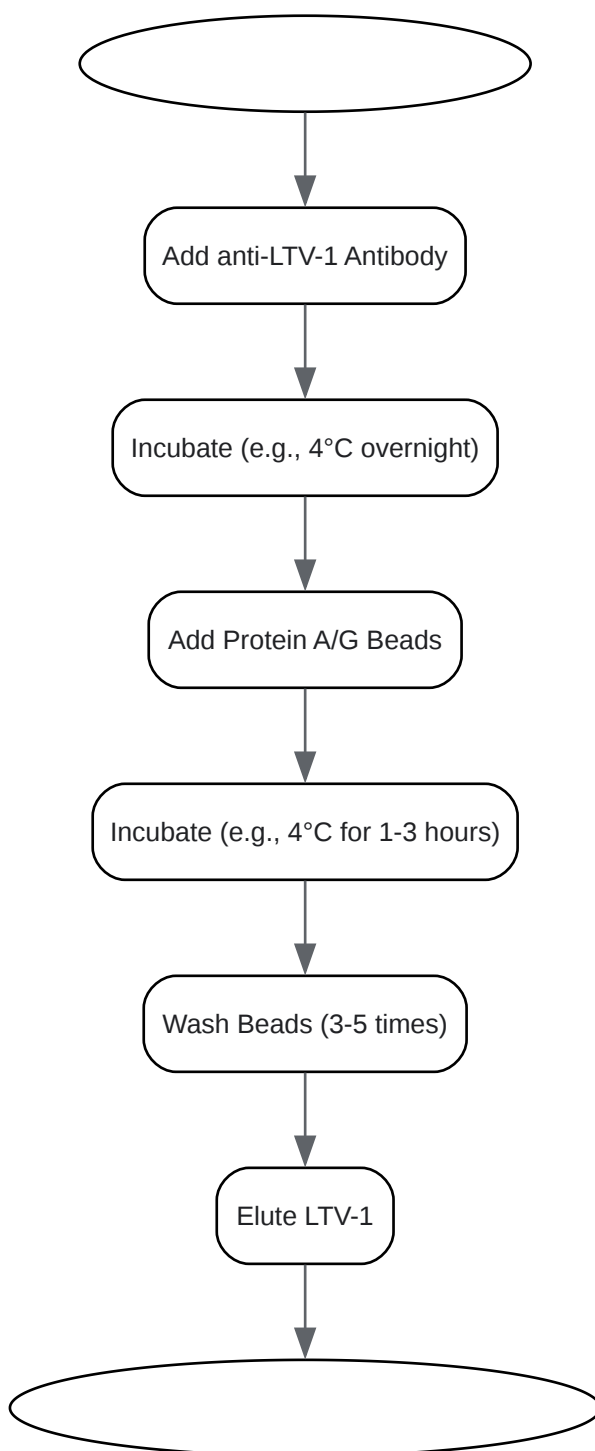 Add anti-LTV-1 Antibody
Incubate (e.g., 4°C overnight)
Add Protein A/G Beads
Incubate (e.g., 4°C for 1-3 hours)
Wash Beads (3-5 times)
Elute LTV-1